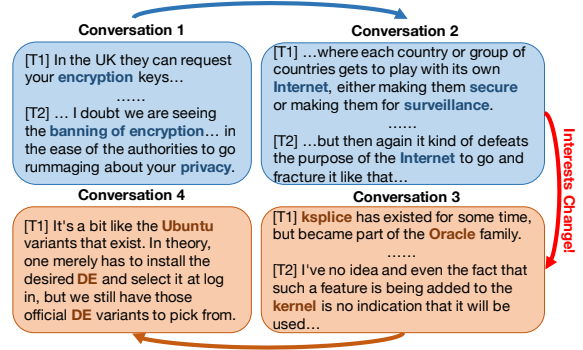 Conversation 1
[T1] In the UK they can request
your encryption keys…
……
[T2] … I doubt we are seeing
the banning of encryption… in
the ease of the authorities to go
rummaging about your privacy.
Conversation 2
[T1] …where each country or group of
countries gets to play with its own
Internet, either making them secure
or making them for surveillance.
……
[T2] …but then again it kind of defeats
the purpose of the Internet to go and
fracture it like that…
Interests Change!
Conversation 3
[T1] ksplice has existed for some time,
but became part of the Oracle family.
……
[T2] I've no idea and even the fact that
such a feature is being added to the
kernel is no indication that it will be
used…
Conversation 4
[T1] It's a bit like the Ubuntu
variants that exist. In theory,
one merely has to install the
desired DE and select it at log
in, but we still have those
official DE variants to pick from.